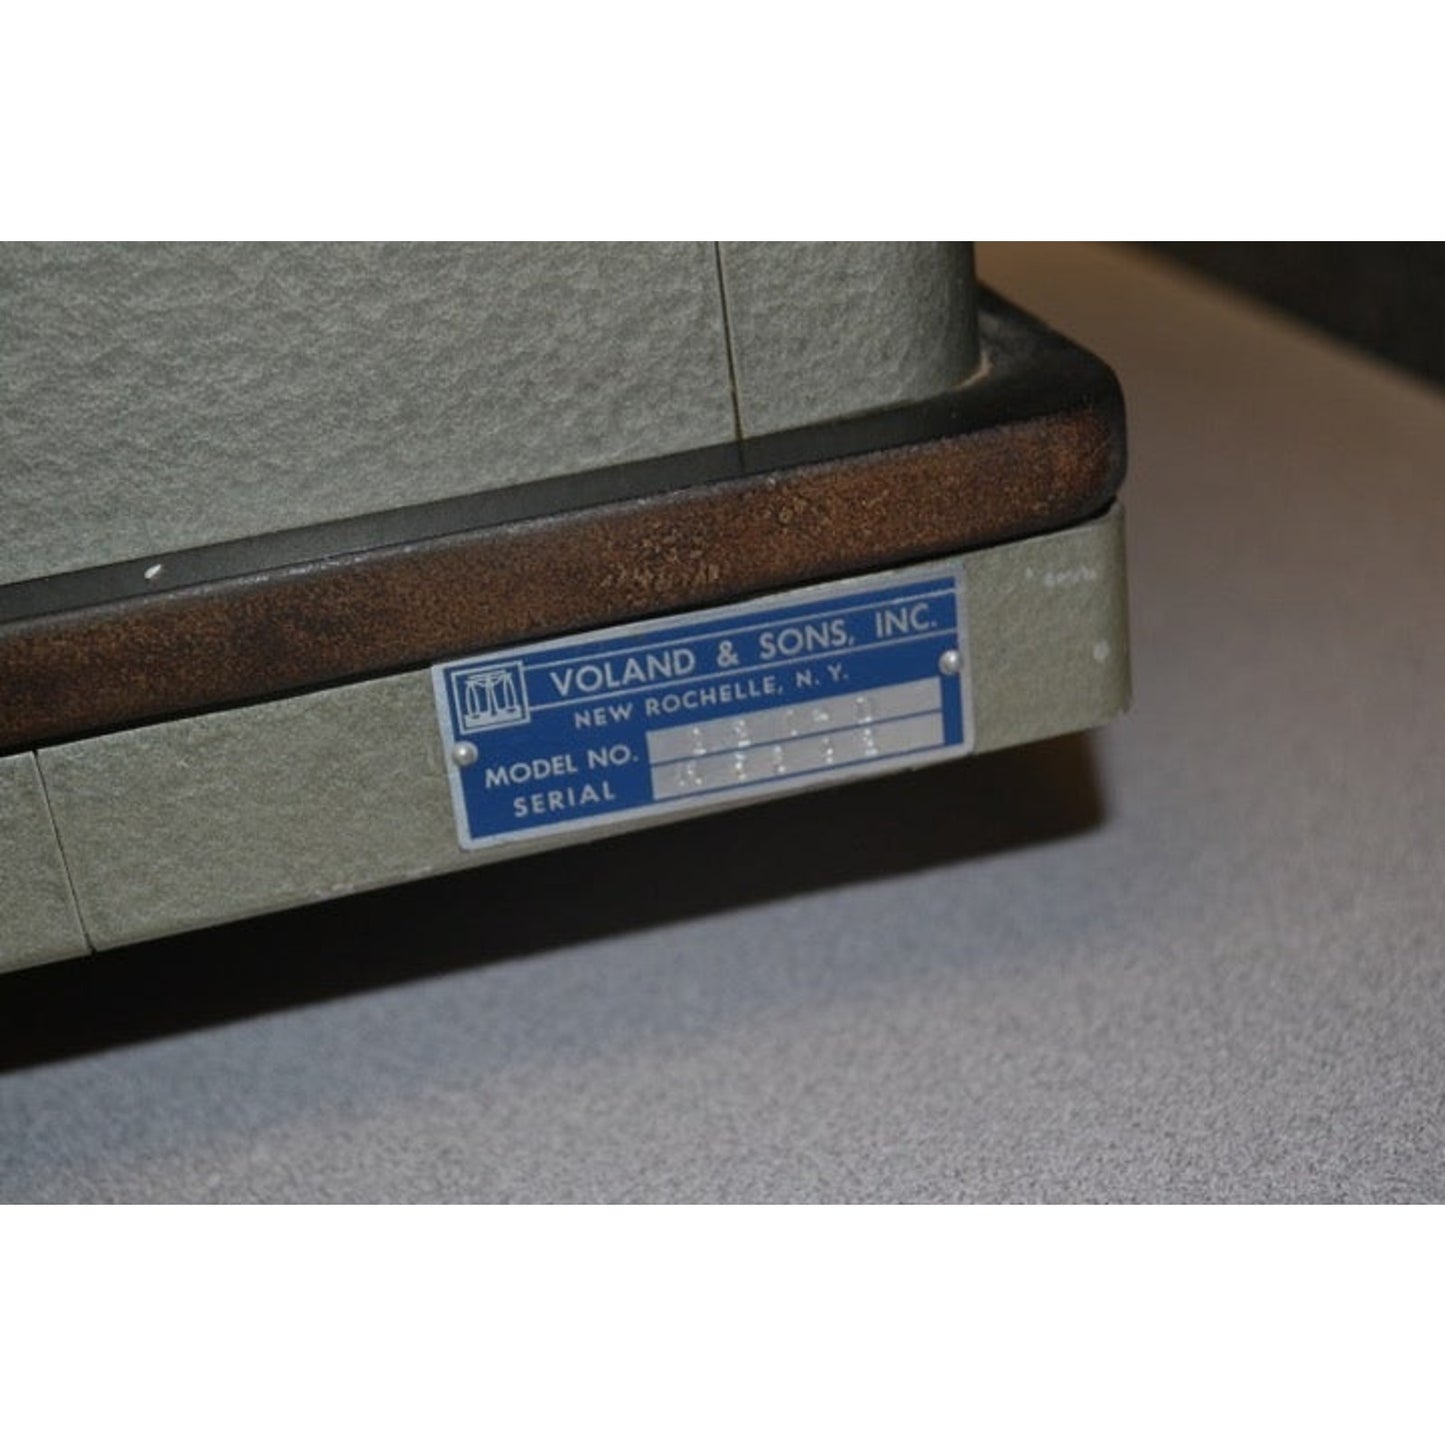 VOLAND & SONS, INC.
NEW ROCHELLE, N. Y.
MODEL NO.
SERIAL